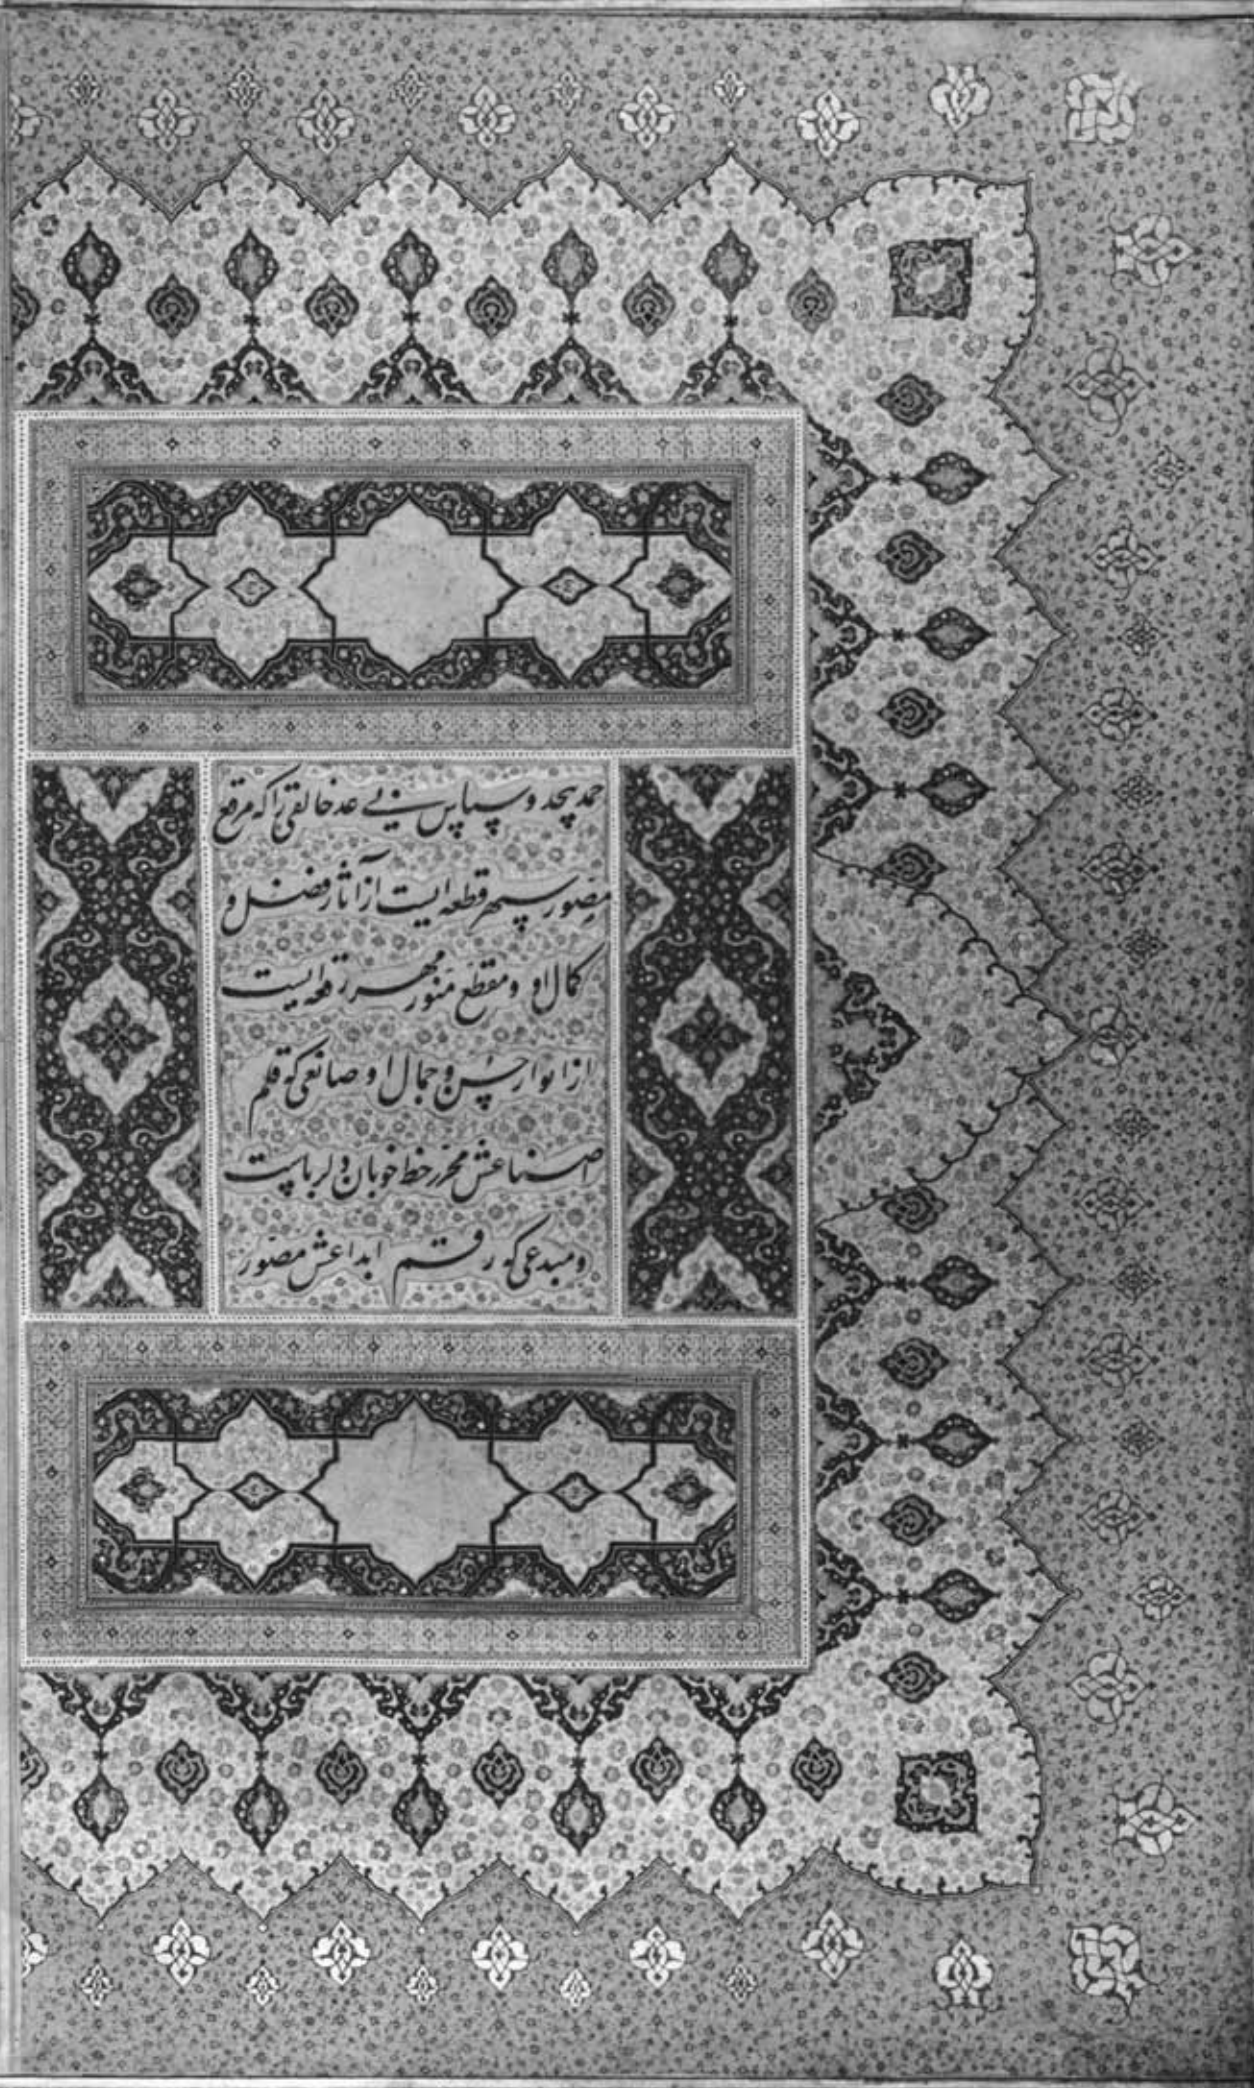 حمد بیحد و سپاس بی عد خالقی را که مرقع
مصور سپهر قطعه ایست از آثار فضل و
کمال او و مقطع منور مهر رقعه ایست
از انوار حسن و جمال او صانعی که قلم
اصطناعش محرر خط خوبان دلرباست
و مبدعی که رقم ابداعش مصور